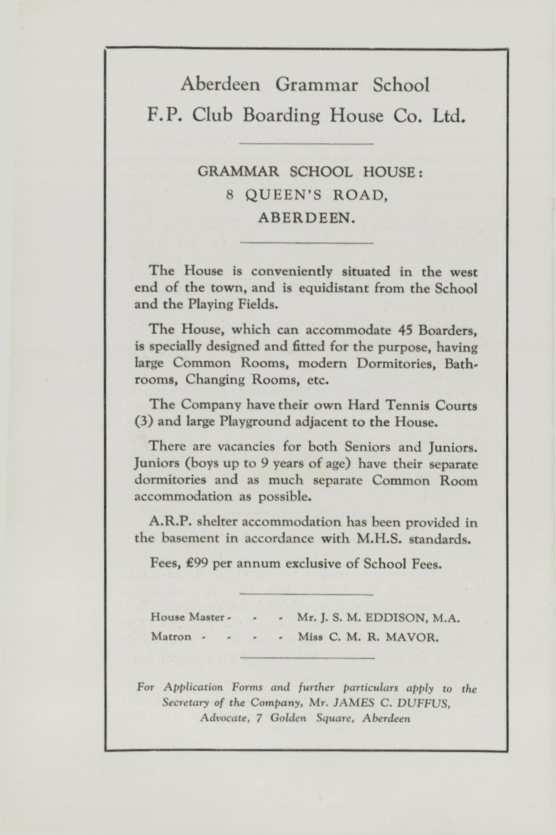 Aberdeen Grammar School
F.P. Club Boarding House Co. Ltd.
GRAMMAR SCHOOL HOUSE:
8 QUEEN'S ROAD,
ABERDEEN.
The House is conveniently situated in the west
end of the town, and is equidistant from the School
and the Playing Fields.
The House, which can accommodate 45 Boarders,
is specially designed and fitted for the purpose, having
large Common Rooms, modern Dormitories, Bath-
rooms, Changing Rooms, etc.
The Company have their own Hard Tennis Courts
(3) and large Playground adjacent to the House.
There are vacancies for both Seniors and Juniors.
Juniors (boys up to 9 years of age) have their separate
dormitories and as much separate Common Room
accommodation as possible.
A.R.P. shelter accommodation has been provided in
the basement in accordance with M.H.S. standards.
Fees, £99 per annum exclusive of School Fees.
House Master - - - Mr. J. S. M. EDDISON, M.A.
Matron - - - - Miss C. M. R. MAVOR.
For Application Forms and further particulars apply to the
Secretary of the Company, Mr. JAMES C. DUFFUS,
Advocate, 7 Golden Square, Aberdeen